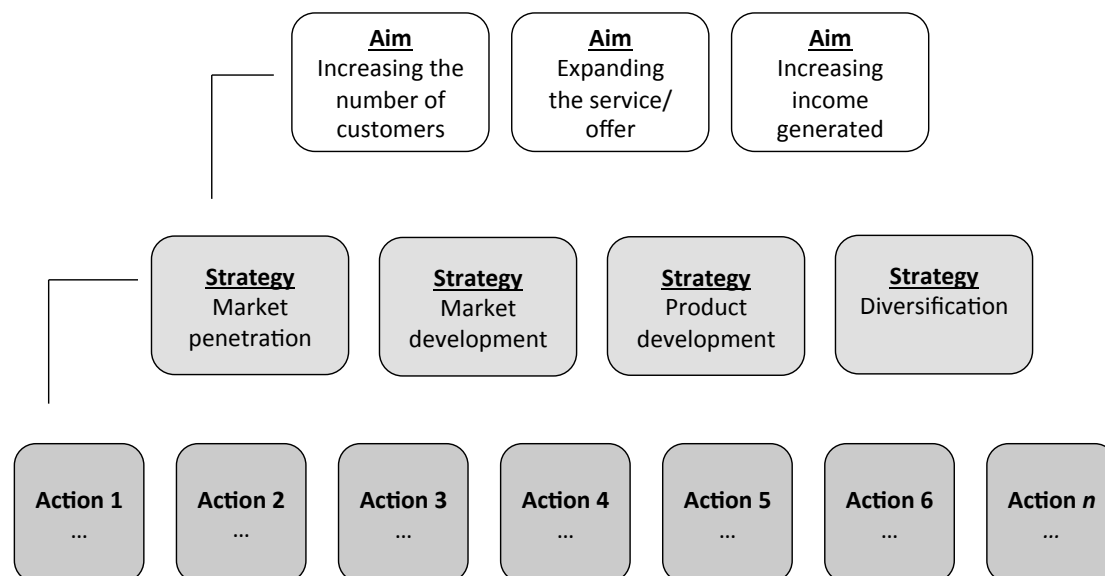 Aim
Increasing the
number of
customers
Aim
Expanding
the service/
offer
Aim
Increasing
income
generated
Strategy
Market
penetration
Strategy
Market
development
Strategy
Product
development
Strategy
Diversification
Action 1
...
Action 2
...
Action 3
...
Action 4
...
Action 5
...
Action 6
...
Action n
...